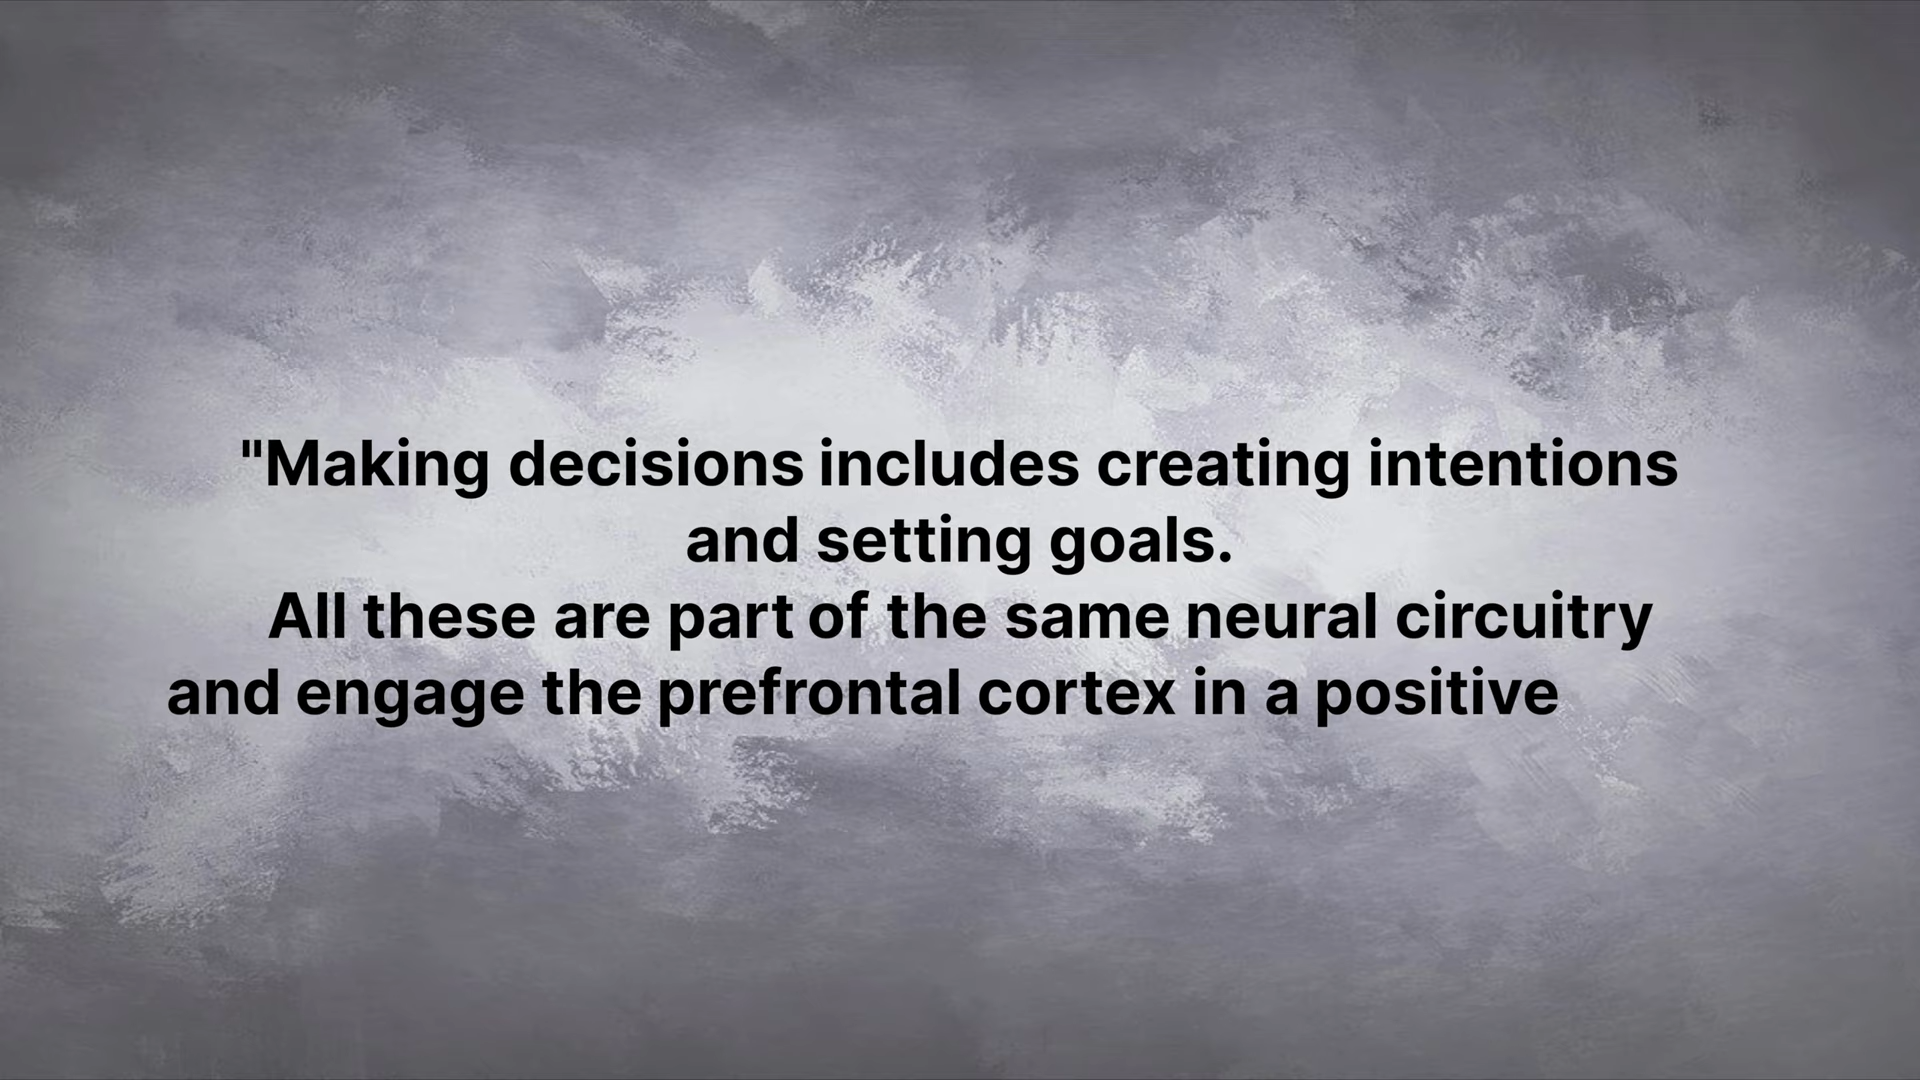 "Making decisions includes creating intentions
and setting goals.
All these are part of the same neural circuitry
and engage the prefrontal cortex in a positive